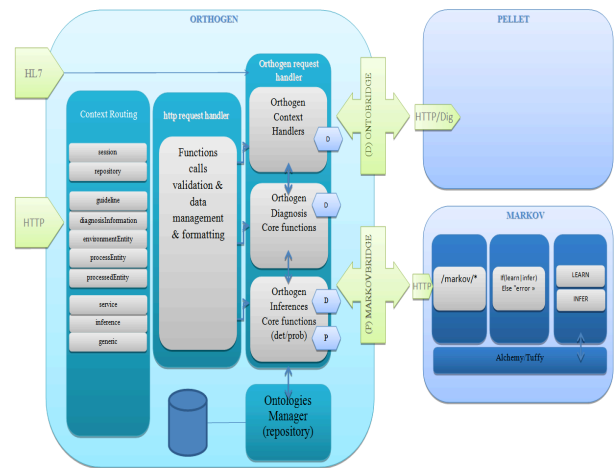 ORTHOGEN
PELLET
HL7
Orthogen request
handler
Context Routing
http request handler
Orthogen
Context
Handlers
D
(D) ONTOBRIDGE
HTTP/Dig
session
repository
Functions
calls
validation &
data
management
& formatting
guideline
diagnosisInformation
environmentEntity
processEntity
processedEntity
HTTP
Orthogen
Diagnosis
Core functions
D
MARKOV
service
inference
generic
Orthogen
Inferences
Core functions
(det/prob)
D
P
(P) MARKOVBRIDGE
HTTP
/markov/*
If(learn|infer)
Else "error »
LEARN
INFER
Alchemy/Tuffy
Ontologies
Manager
(repository)